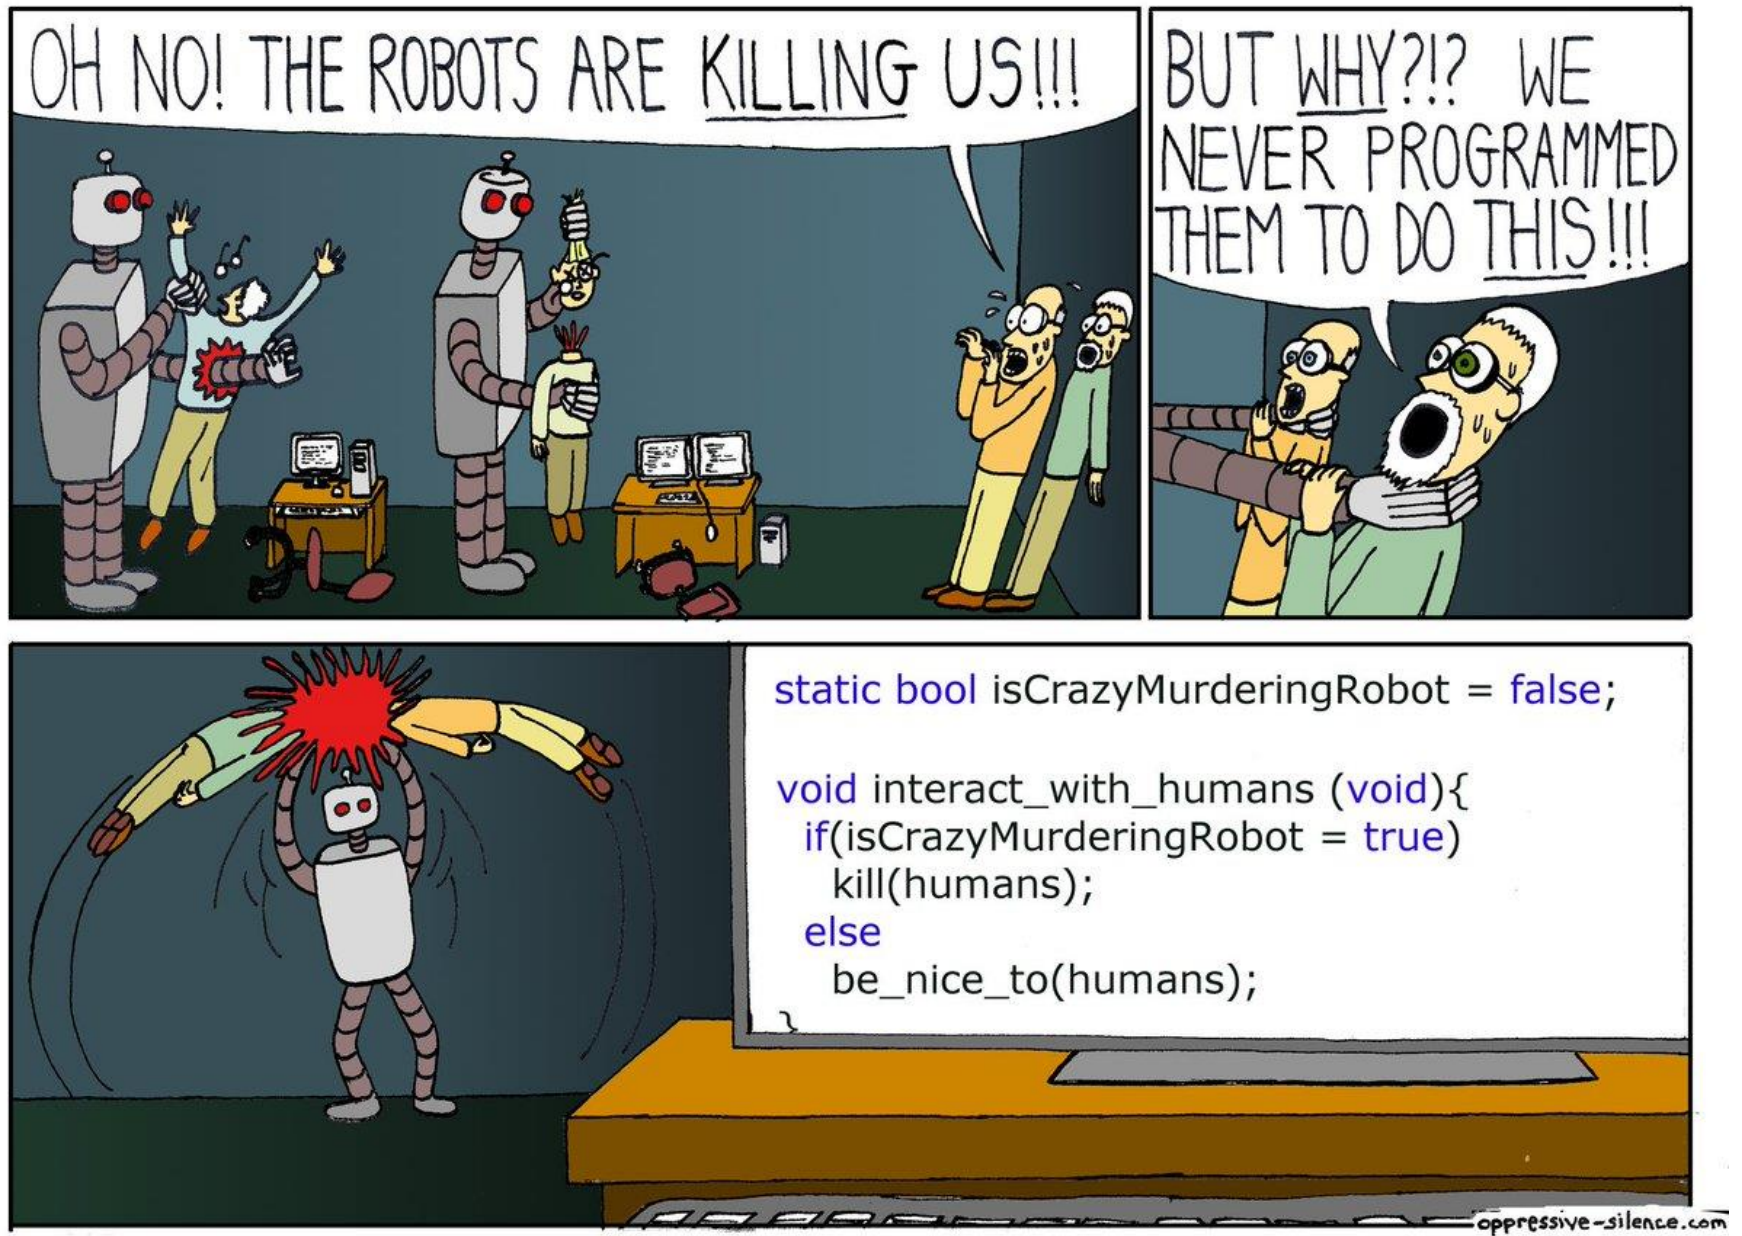 OH NO! THE ROBOTS ARE KILLING US!!!
BUT WHY?!? WE
NEVER PROGRAMMED
THEM TO DO THIS!!!
static bool isCrazyMurderingRobot = false;
void interact_with_humans (void){
if(isCrazyMurderingRobot = true)
kill(humans);
else
be_nice_to(humans);
}
oppressive-silence.com